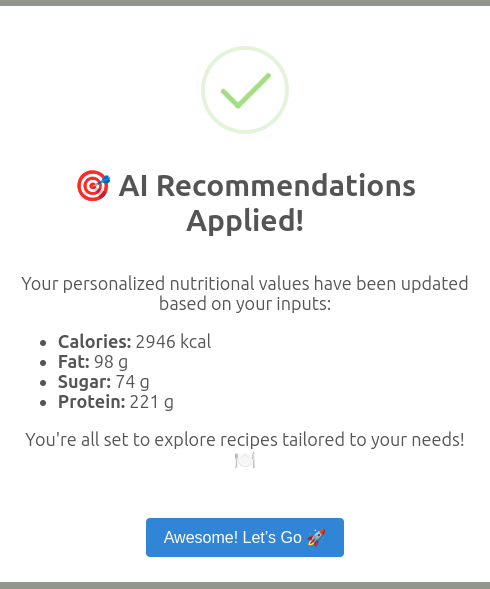 🎯 AI Recommendations
Applied!
Your personalized nutritional values have been updated
based on your inputs:
• Calories: 2946 kcal
• Fat: 98 g
• Sugar: 74 g
• Protein: 221 g
You're all set to explore recipes tailored to your needs!
🍽️
Awesome! Let's Go 🚀